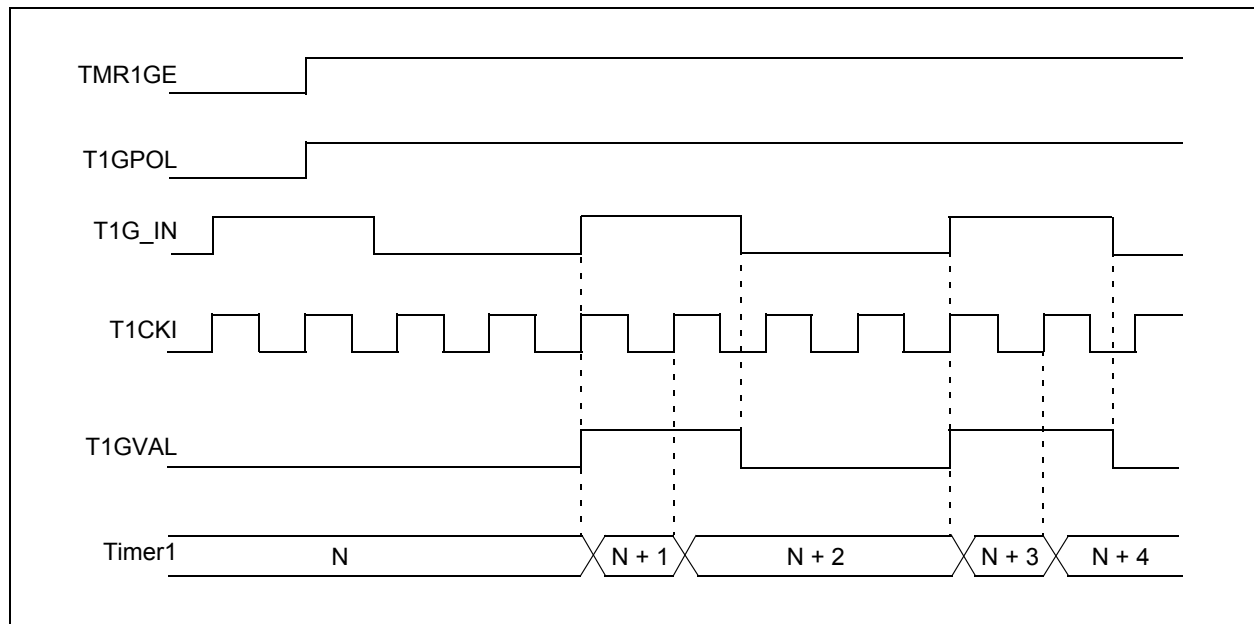 TMR1GE
T1GPOL
T1G_IN
T1CKI
T1GVAL
Timer1 N N + 1 N + 2 N + 3 N + 4